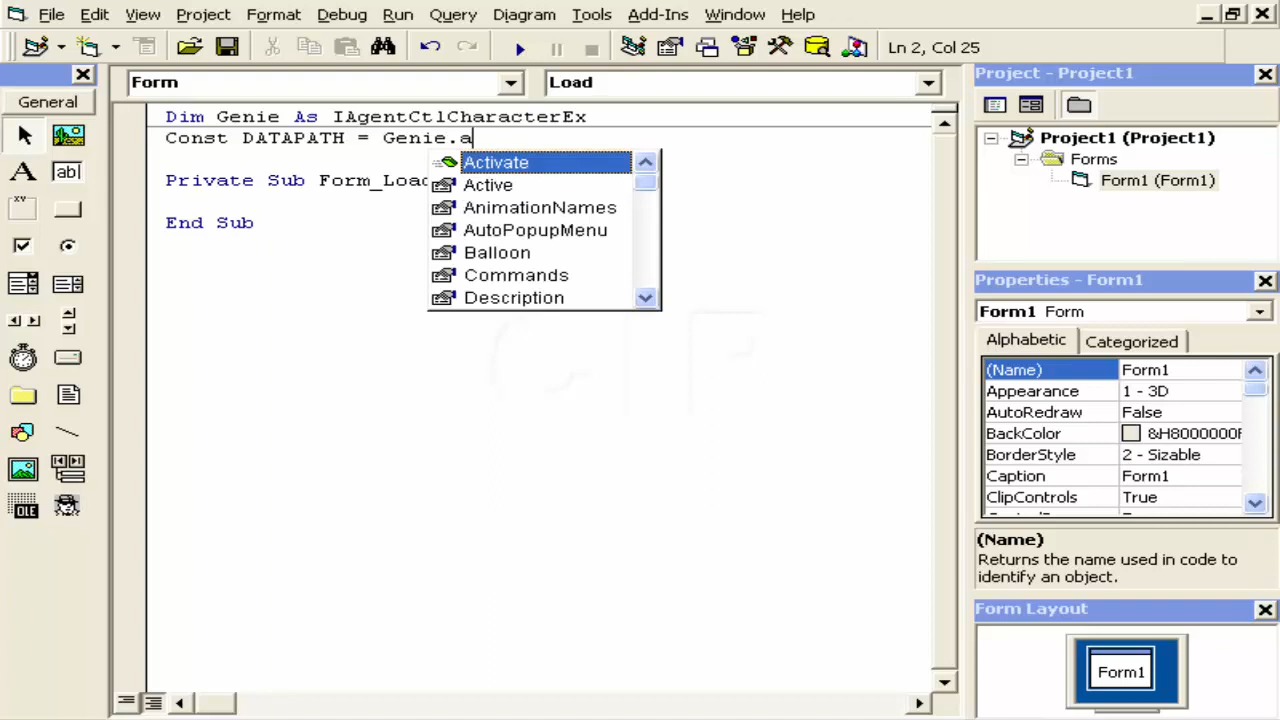 File Edit View Project Format Debug Run Query Diagram Tools Add-Ins Window Help
Ln 2, Col 25
General
A
ab|
XY
OLE
Form
Load
Dim Genie As IAgentCtlCharacterEx
Const DATAPATH = Genie.a
Private Sub Form_Load
End Sub
Activate
Active
AnimationNames
AutoPopupMenu
Balloon
Commands
Description
Project - Project1
Project1 (Project1)
Forms
Form1 (Form1)
Properties - Form1
Form1 Form
Alphabetic Categorized
(Name) Form1
Appearance 1 - 3D
AutoRedraw False
BackColor &H8000000F
BorderStyle 2 - Sizable
Caption Form1
ClipControls True
(Name)
Returns the name used in code to
identify an object.
Form Layout
Form1